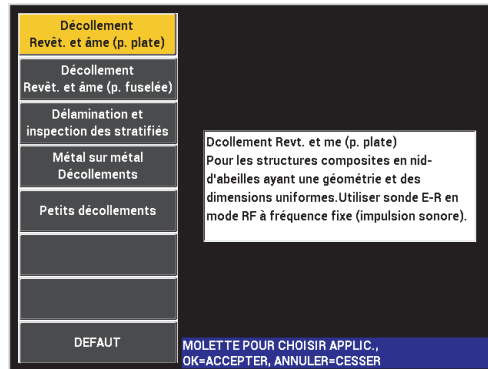 Décollement
Revêt. et âme (p. plate)
Décollement
Revêt. et âme (p. fuselée)
Délamination et
inspection des stratifiés
Métal sur métal
Décollements
Petits décollements
DEFAUT
Dcollement Revt. et me (p. plate)
Pour les structures composites en nid-
d'abeilles ayant une géométrie et des
dimensions uniformes.Utiliser sonde E-R en
mode RF à fréquence fixe (impulsion sonore).
MOLETTE POUR CHOISIR APPLIC.,
OK=ACCEPTER, ANNULER=CESSER